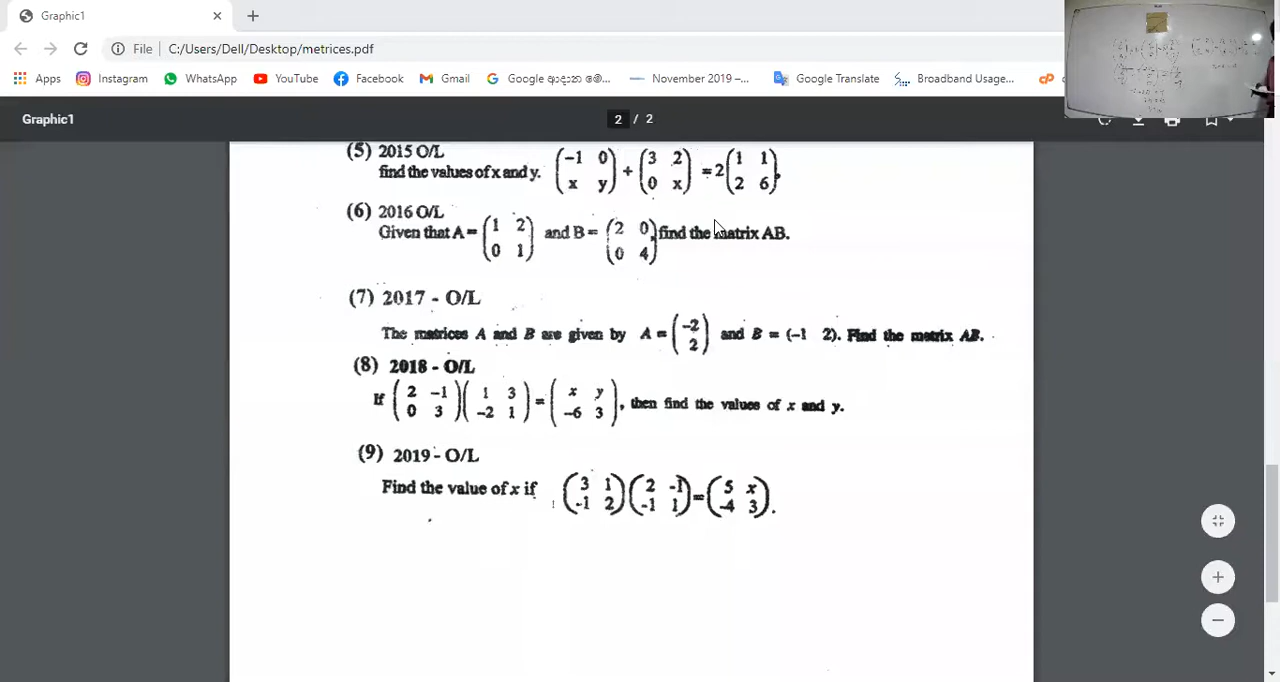 Graphic1
File | C:/Users/Dell/Desktop/metrices.pdf
Apps Instagram WhatsApp YouTube Facebook Gmail Google Google Translate Broadband Usage...
November 2019 –...
Graphic1 2 / 2
(5) 2015 O/L
find the values of x and y. (-1 0 x y) + (3 2 0 x) = 2 (1 1 2 6).
(6) 2016 O/L
Given that A = (1 2 0 1) and B = (2 0 0 4), find the matrix AB.
(7) 2017 - O/L
The matrices A and B are given by A = (-2 2) and B = (-1 2). Find the matrix AB.
(8) 2018 - O/L
If (2 -1 0 3)(1 3 -2 1) = (x y -6 3), then find the values of x and y.
(9) 2019 - O/L
Find the value of x if (3 1 -1 2)(2 -1 -1 1) = (5 x -4 3).